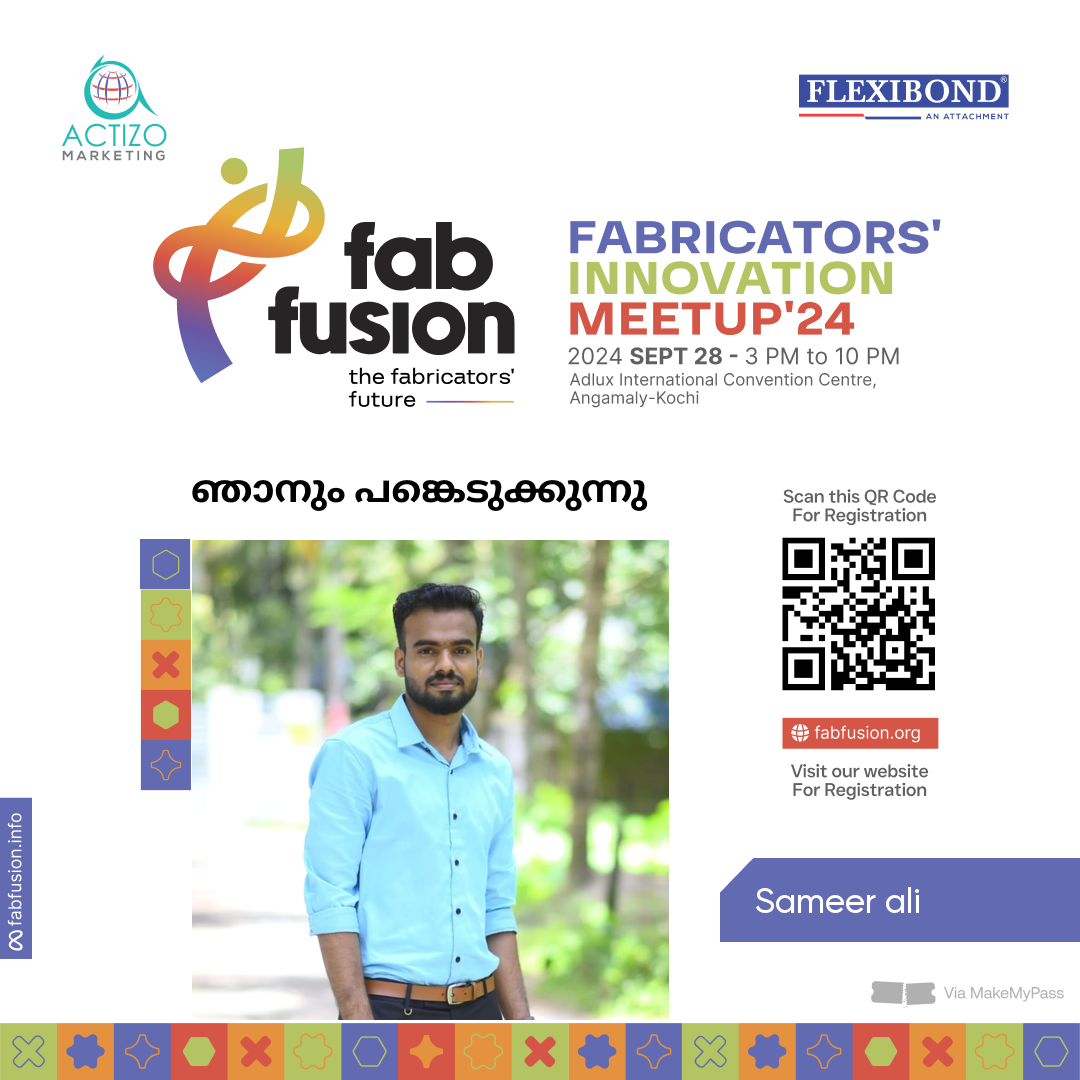 ACTIZO
MARKETING
FLEXIBOND®
AN ATTACHMENT
fab
fusion
the fabricators'
future
FABRICATORS'
INNOVATION
MEETUP'24
2024 SEPT 28 - 3 PM to 10 PM
Adlux International Convention Centre,
Angamaly-Kochi
ഞാനും പങ്കെടുക്കുന്നു
Scan this QR Code
For Registration
fabfusion.org
Visit our website
For Registration
fabfusion.info
Sameer ali
Via MakeMyPass